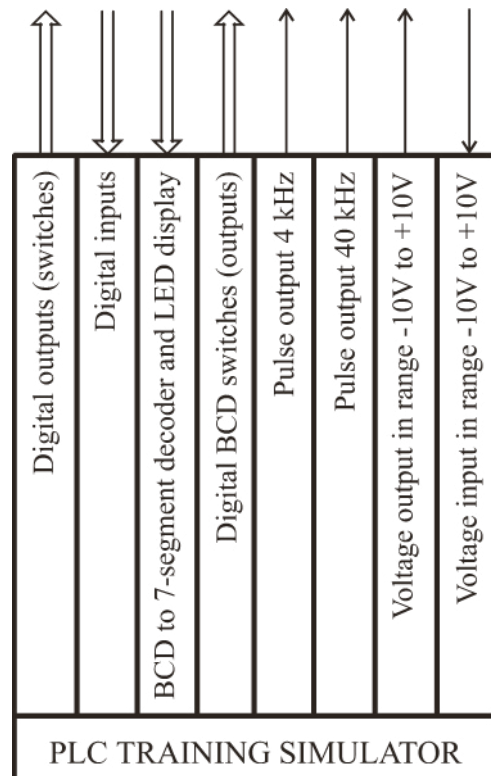 Digital outputs (switches)
Digital inputs
BCD to 7-segment decoder and LED display
Digital BCD switches (outputs)
Pulse output 4 kHz
Pulse output 40 kHz
Voltage output in range -10V to +10V
Voltage input in range -10V to +10V
PLC TRAINING SIMULATOR